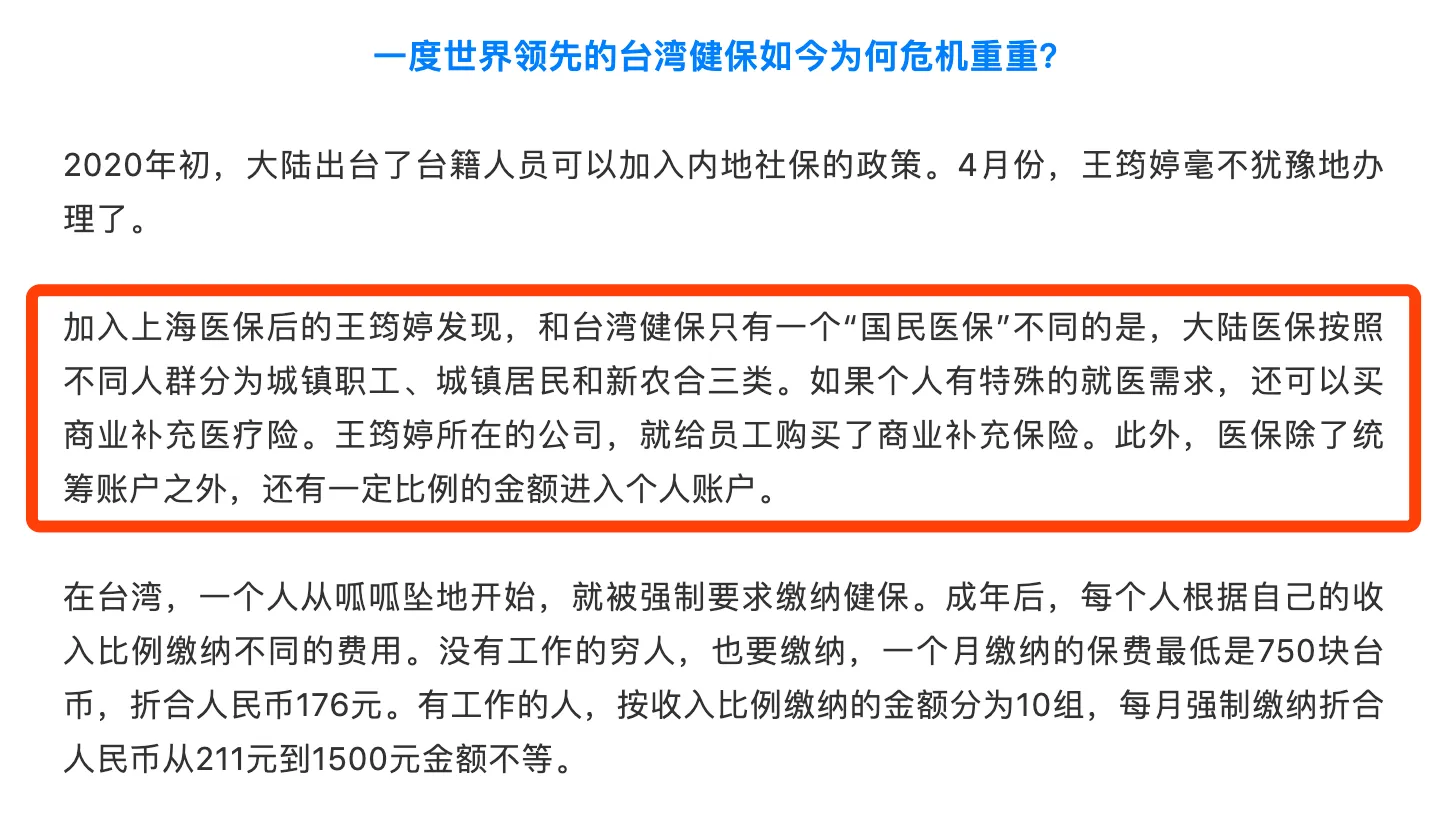 一度世界领先的台湾健保如今为何危机重重?
2020年初，大陆出台了台籍人员可以加入内地社保的政策。4月份，王筠婷毫不犹豫地办
理了。
加入上海医保后的王筠婷发现，和台湾健保只有一个“国民医保”不同的是，大陆医保按照
不同人群分为城镇职工、城镇居民和新农合三类。如果个人有特殊的就医需求，还可以买
商业补充医疗险。王筠婷所在的公司，就给员工购买了商业补充保险。此外，医保除了统
筹账户之外，还有一定比例的金额进入个人账户。
在台湾，一个人从呱呱坠地开始，就被强制要求缴纳健保。成年后，每个人根据自己的收
入比例缴纳不同的费用。没有工作的穷人，也要缴纳，一个月缴纳的保费最低是750块台
币，折合人民币176元。有工作的人，按收入比例缴纳的金额分为10组，每月强制缴纳折合
人民币从211元到1500元金额不等。